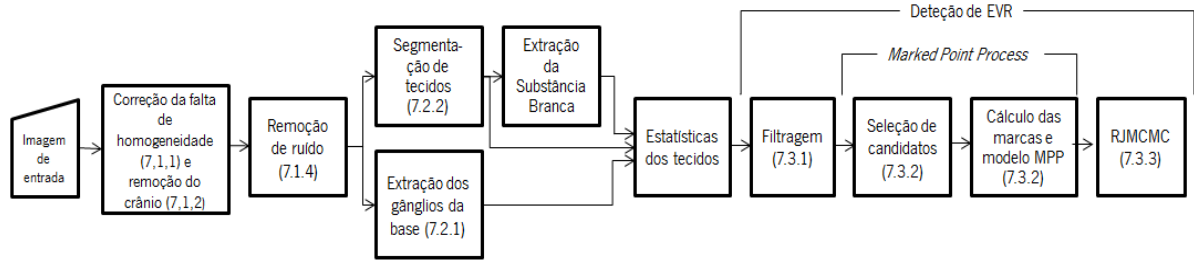 Deteção de EVR
Marked Point Process
Imagem
de
entrada
Correção da falta
de
homogeneidade
(7,1,1) e
remoção do
crânio (7,1,2)
Remoção
de ruído
(7.1.4)
Segmenta-
ção de
tecidos
(7.2.2)
Extração
da
Substância
Branca
Extração dos
gânglios da
base (7.2.1)
Estatísticas
dos tecidos
Filtragem
(7.3.1)
Seleção de
candidatos
(7.3.2)
Cálculo das
marcas e
modelo MPP
(7.3.2)
RJMCMC
(7.3.3)